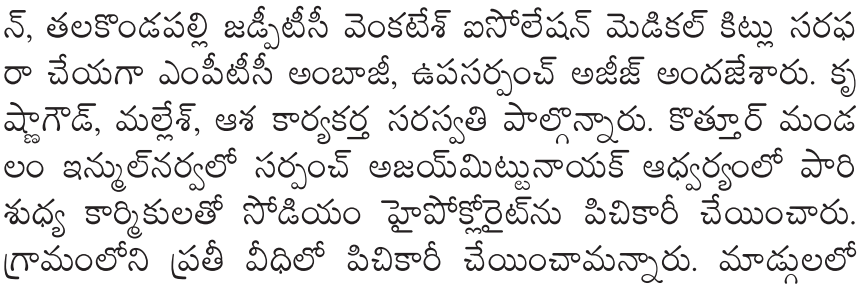 న్, తలకొండపల్లి జడ్పీటీసీ వెంకటేశ్ ఐసోలేషన్ మెడికల్ కిట్లు సరఫ
రా చేయగా ఎంపీటీసీ అంబాజీ, ఉపసర్పంచ్ అజీజ్ అందజేశారు. కృ
ష్ణాగౌడ్, మల్లేశ్, ఆశ కార్యకర్త సరస్వతి పాల్గొన్నారు. కొత్తూర్ మండ
లం ఇన్ముల్‌నర్వలో సర్పంచ్ అజయ్‌మిట్టునాయక్ ఆధ్వర్యంలో పారి
శుధ్య కార్మికులతో సోడియం హైపోక్లోరైట్‌ను పిచికారీ చేయించారు.
గ్రామంలోని ప్రతీ వీధిలో పిచికారీ చేయించామన్నారు. మాడ్గులలో